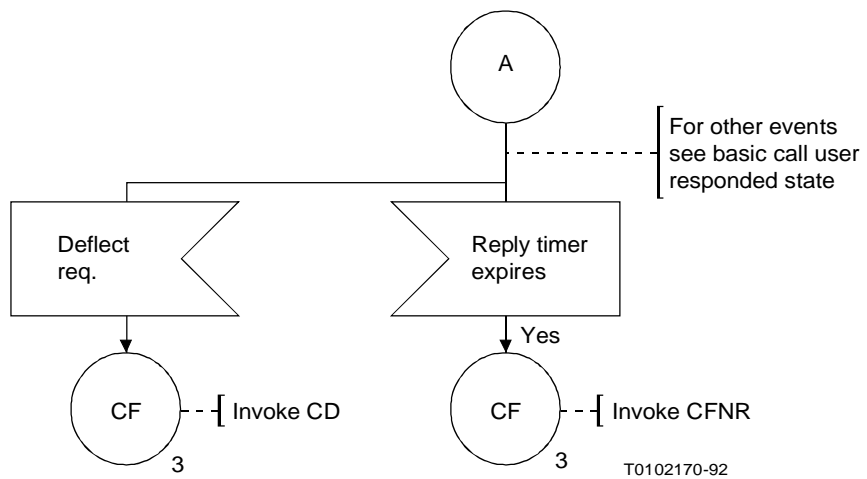 A
For other events
see basic call user
responded state
Deflect
req.
Reply timer
expires
Yes
CF
Invoke CD
CF
Invoke CFNR
3
3
T0102170-92